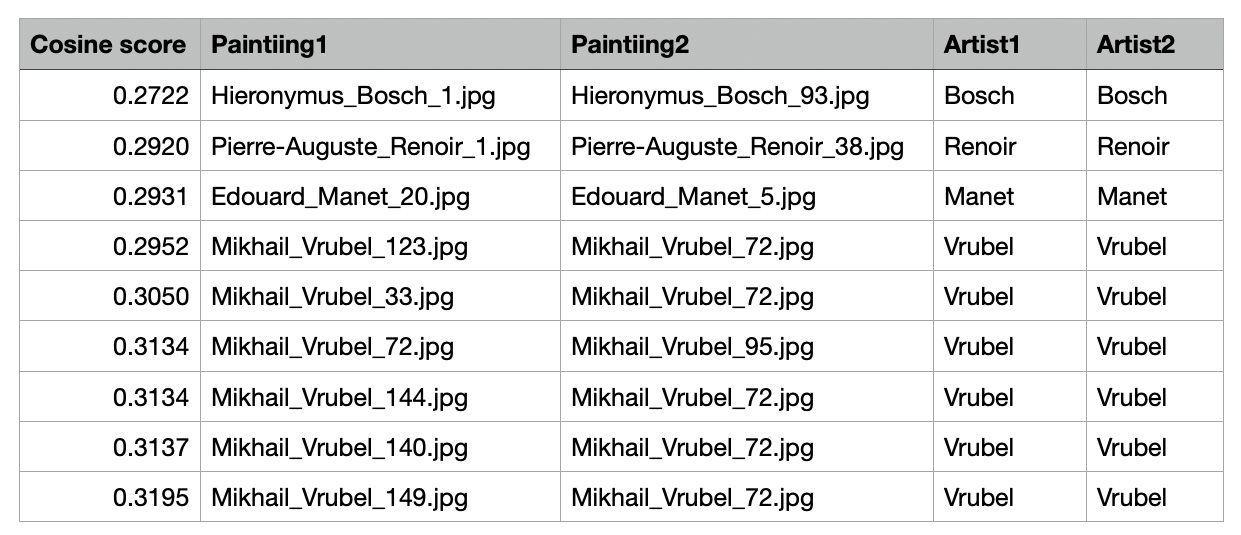 Cosine score Paintiing1 Paintiing2 Artist1 Artist2
0.2722 Hieronymus_Bosch_1.jpg Hieronymus_Bosch_93.jpg Bosch Bosch
0.2920 Pierre-Auguste_Renoir_1.jpg Pierre-Auguste_Renoir_38.jpg Renoir Renoir
0.2931 Edouard_Manet_20.jpg Edouard_Manet_5.jpg Manet Manet
0.2952 Mikhail_Vrubel_123.jpg Mikhail_Vrubel_72.jpg Vrubel Vrubel
0.3050 Mikhail_Vrubel_33.jpg Mikhail_Vrubel_72.jpg Vrubel Vrubel
0.3134 Mikhail_Vrubel_72.jpg Mikhail_Vrubel_95.jpg Vrubel Vrubel
0.3134 Mikhail_Vrubel_144.jpg Mikhail_Vrubel_72.jpg Vrubel Vrubel
0.3137 Mikhail_Vrubel_140.jpg Mikhail_Vrubel_72.jpg Vrubel Vrubel
0.3195 Mikhail_Vrubel_149.jpg Mikhail_Vrubel_72.jpg Vrubel Vrubel